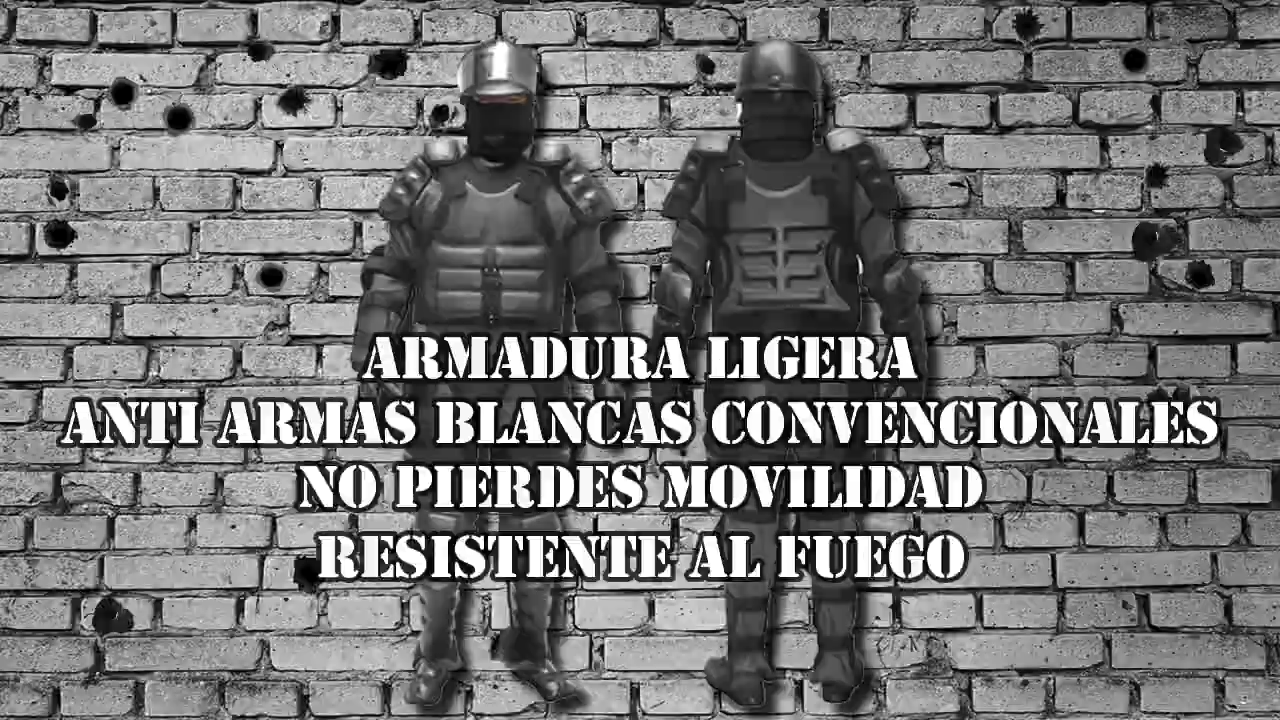 ARMADURA LIGERA
ANTI ARMAS BLANCAS CONVENCIONALES
NO PIERDES MOVILIDAD
RESISTENTE AL FUEGO